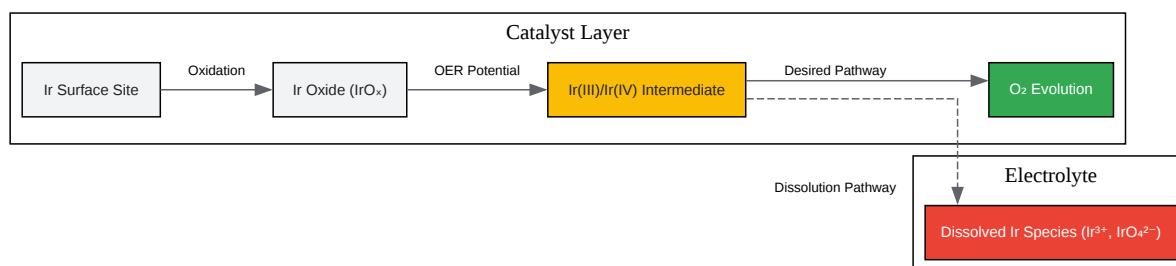 Catalyst Layer
Ir Surface Site
Oxidation
Ir Oxide (IrOₓ)
OER Potential
Ir(III)/Ir(IV) Intermediate
Desired Pathway
O₂ Evolution
Dissolution Pathway
Electrolyte
Dissolved Ir Species (Ir³⁺, IrO₄²⁻)